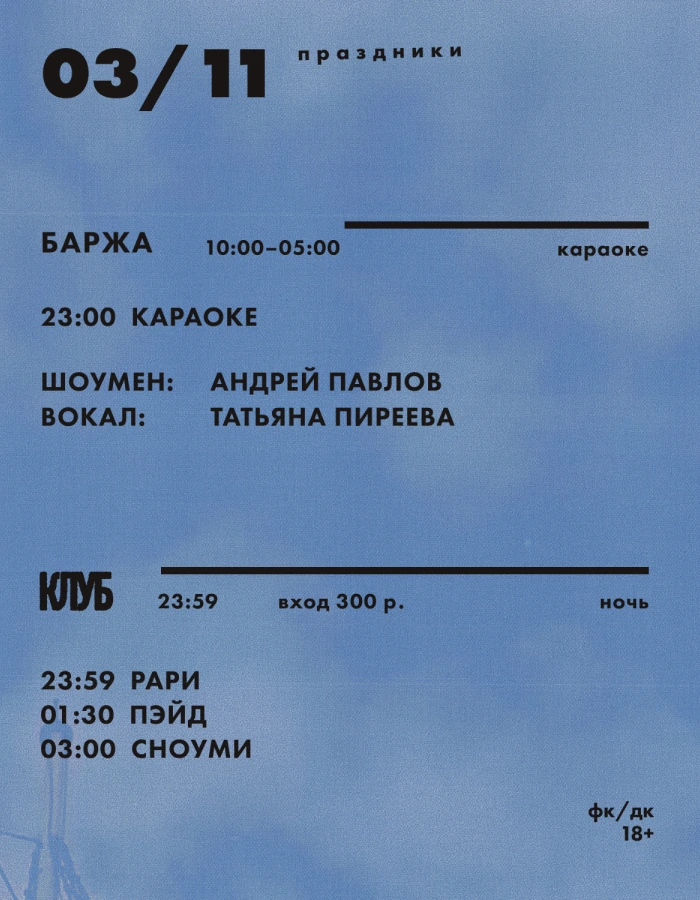 03/11 праздники
БАРЖА 10:00–05:00 караоке
23:00 КАРАОКЕ
ШОУМЕН: АНДРЕЙ ПАВЛОВ
ВОКАЛ: ТАТЬЯНА ПИРЕЕВА
КЛУБ 23:59 вход 300 р. ночь
23:59 РАРИ
01:30 ПЭЙД
03:00 СНОУМИ
фк/дк
18+